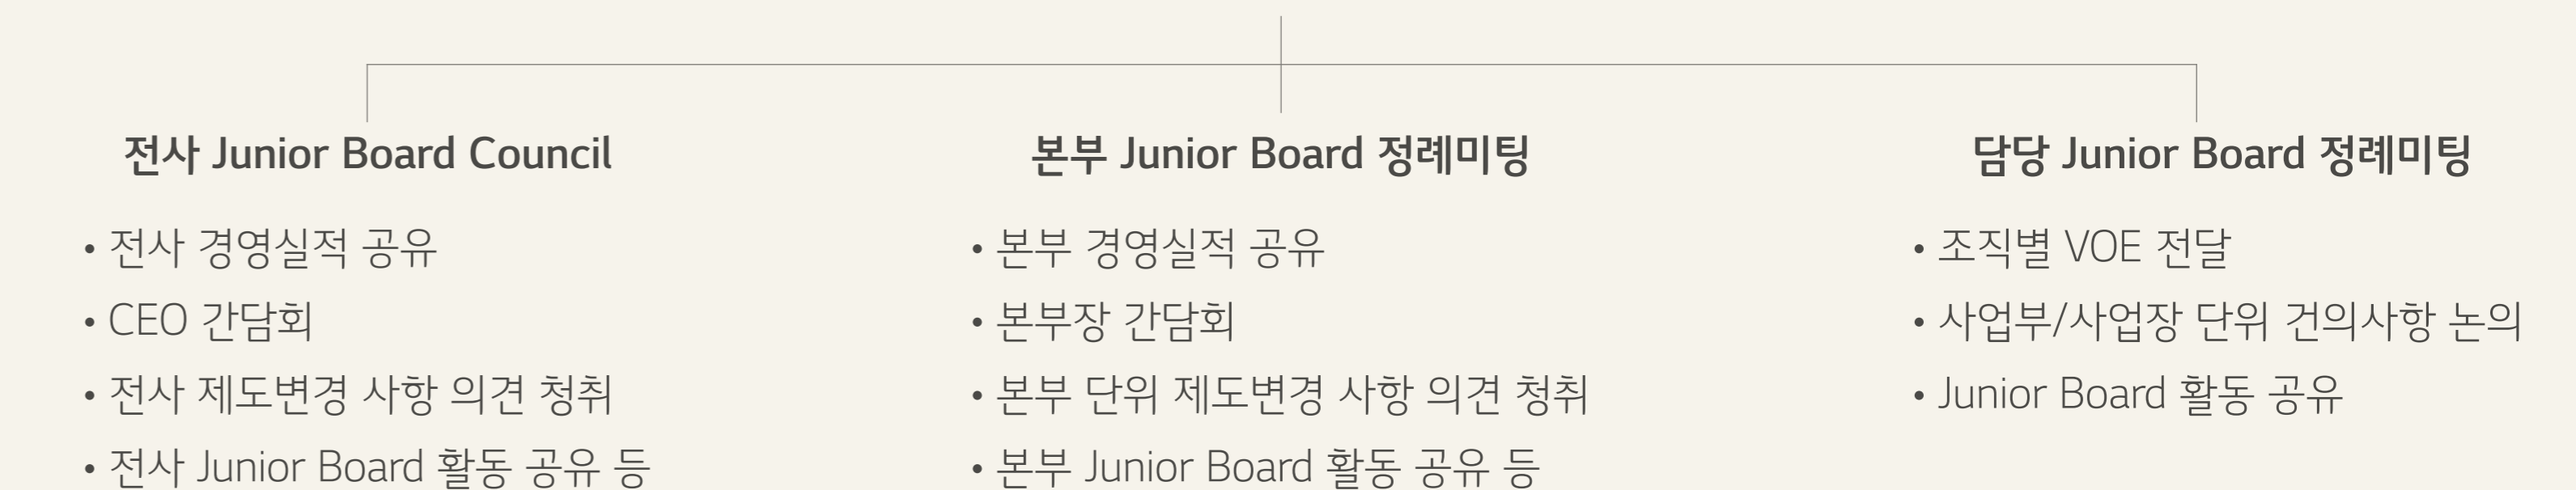 전사 Junior Board Council
• 전사 경영실적 공유
• CEO 간담회
• 전사 제도변경 사항 의견 청취
• 전사 Junior Board 활동 공유 등
본부 Junior Board 정례미팅
• 본부 경영실적 공유
• 본부장 간담회
• 본부 단위 제도변경 사항 의견 청취
• 본부 Junior Board 활동 공유 등
담당 Junior Board 정례미팅
• 조직별 VOE 전달
• 사업부/사업장 단위 건의사항 논의
• Junior Board 활동 공유